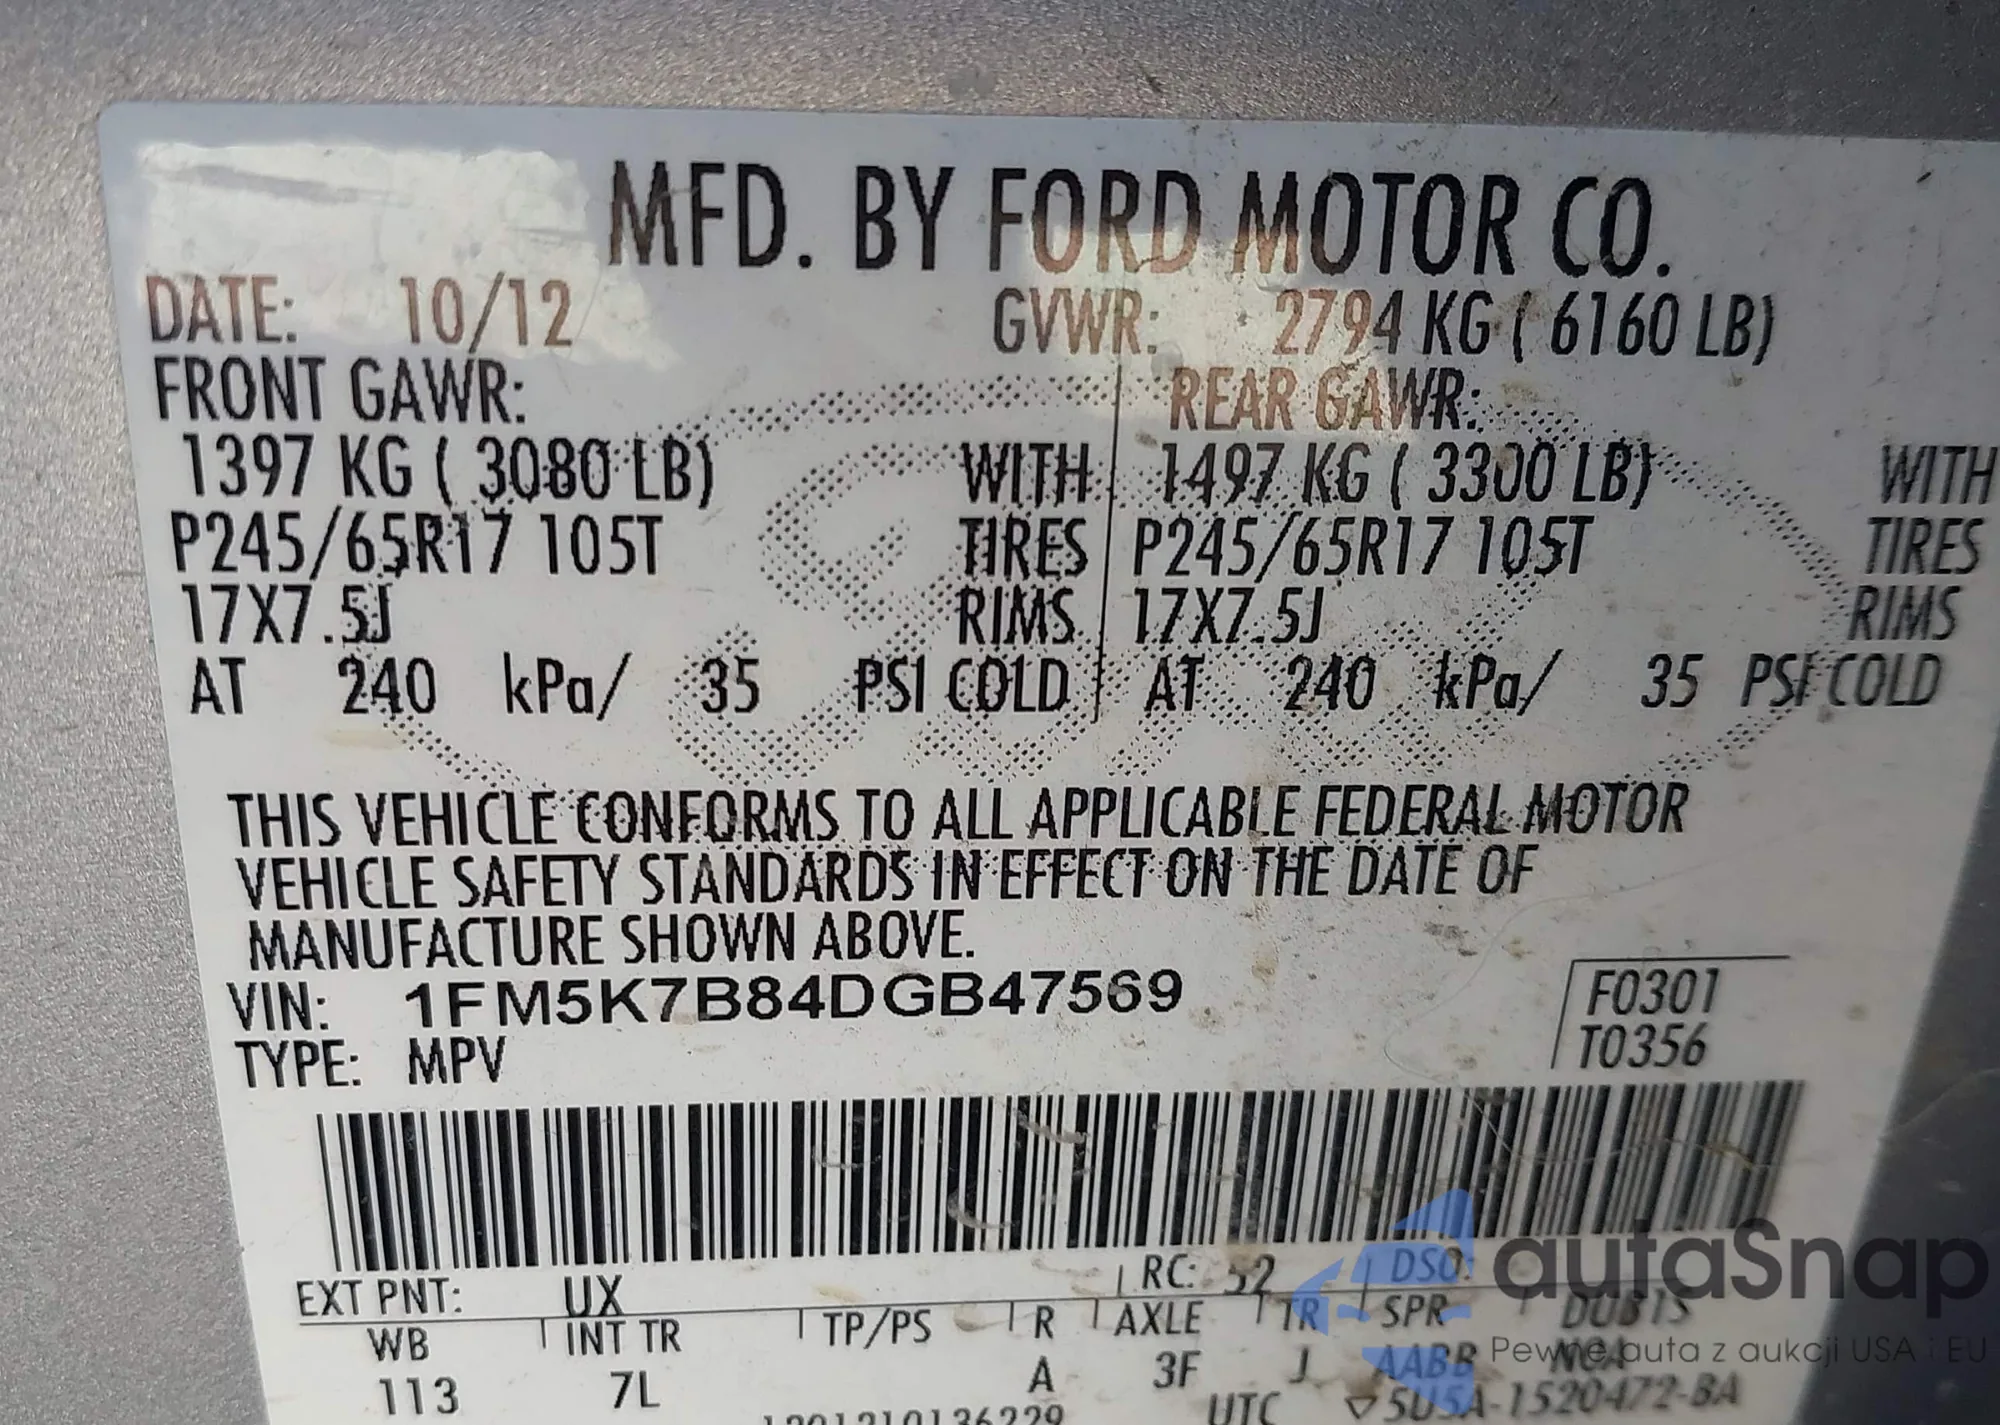 MFD. BY FORD MOTOR CO.
DATE: 10/12 GVWR: 2794 KG ( 6160 LB)
FRONT GAWR: REAR GAWR:
1397 KG ( 3080 LB) WITH 1497 KG ( 3300 LB) WITH
P245/65R17 105T TIRES P245/65R17 105T TIRES
17X7.5J RIMS 17X7.5J RIMS
AT 240 kPa/ 35 PSI COLD AT 240 kPa/ 35 PSI COLD
THIS VEHICLE CONFORMS TO ALL APPLICABLE FEDERAL MOTOR
VEHICLE SAFETY STANDARDS IN EFFECT ON THE DATE OF
MANUFACTURE SHOWN ABOVE.
VIN: 1FM5K7B84DGB47569
F0301
TYPE: MPV
T0356
EXT PNT: UX RC: 52 DSO:
WB INT TR TP/PS R AXLE TR SPR
113 7L A 3F J AABB
UTC 5U5A-1520472-BA
autaSnap
Pewne auta z aukcji USA i EU